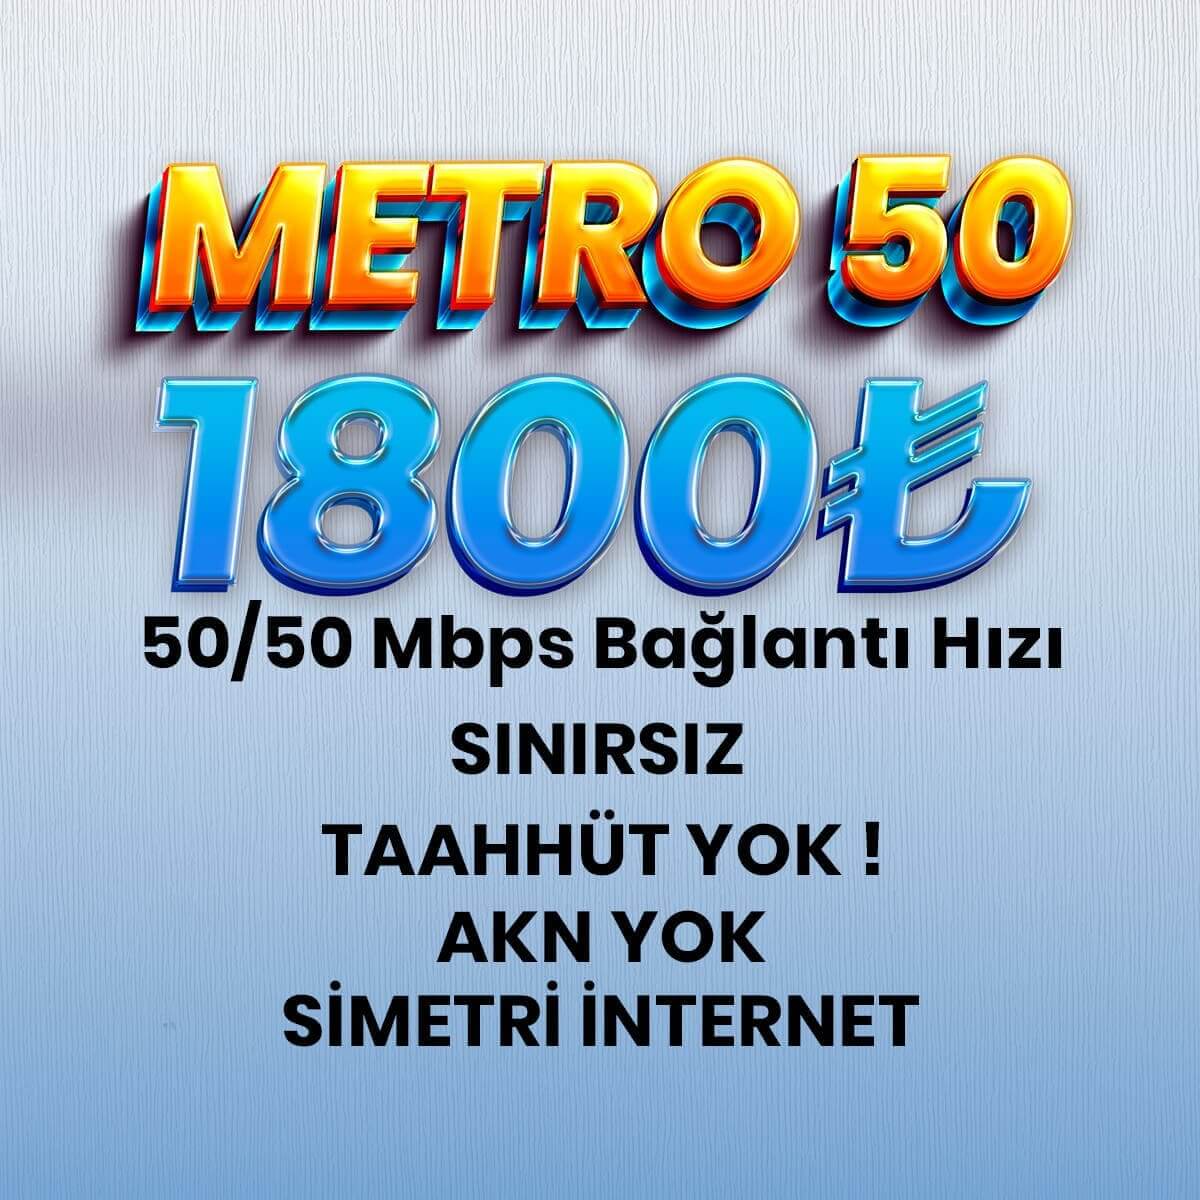 METRO 50
1800₺
50/50 Mbps Bağlantı Hızı
SINIRSIZ
TAAHHÜT YOK !
AKN YOK
SİMETRİ İNTERNET